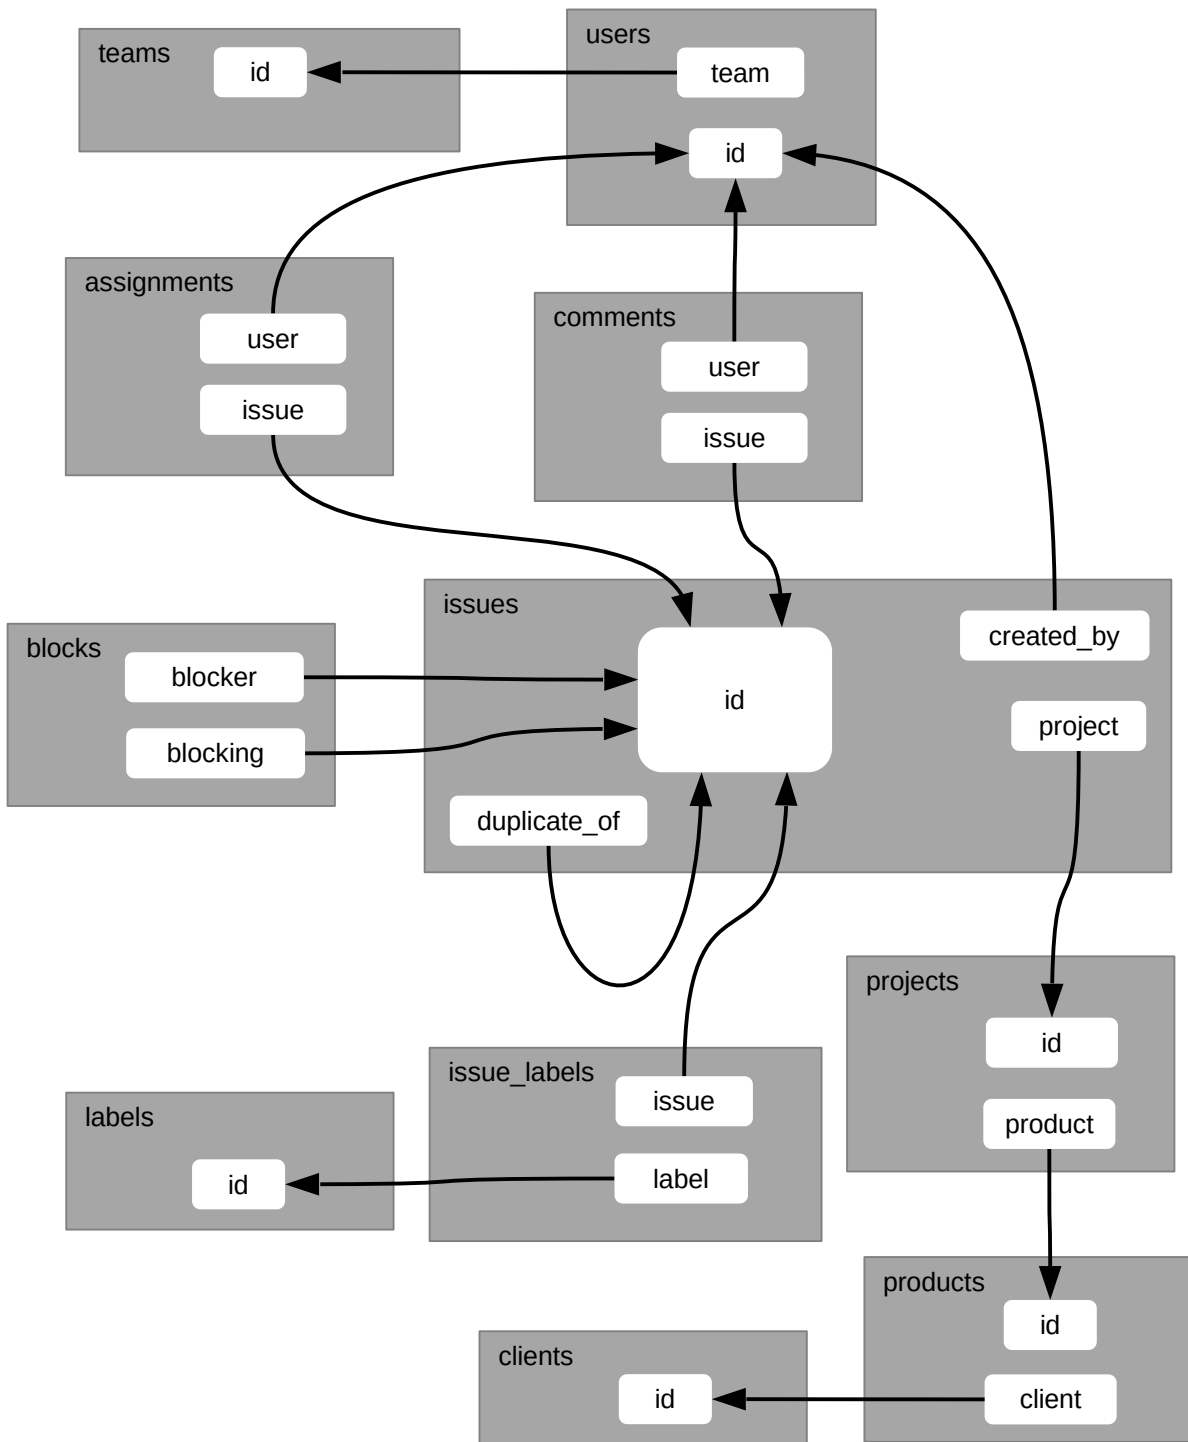 teams
id
users
team
id
assignments
user
issue
comments
user
issue
issues
id
created_by
project
duplicate_of
blocks
blocker
blocking
projects
id
product
issue_labels
issue
label
labels
id
products
id
client
clients
id